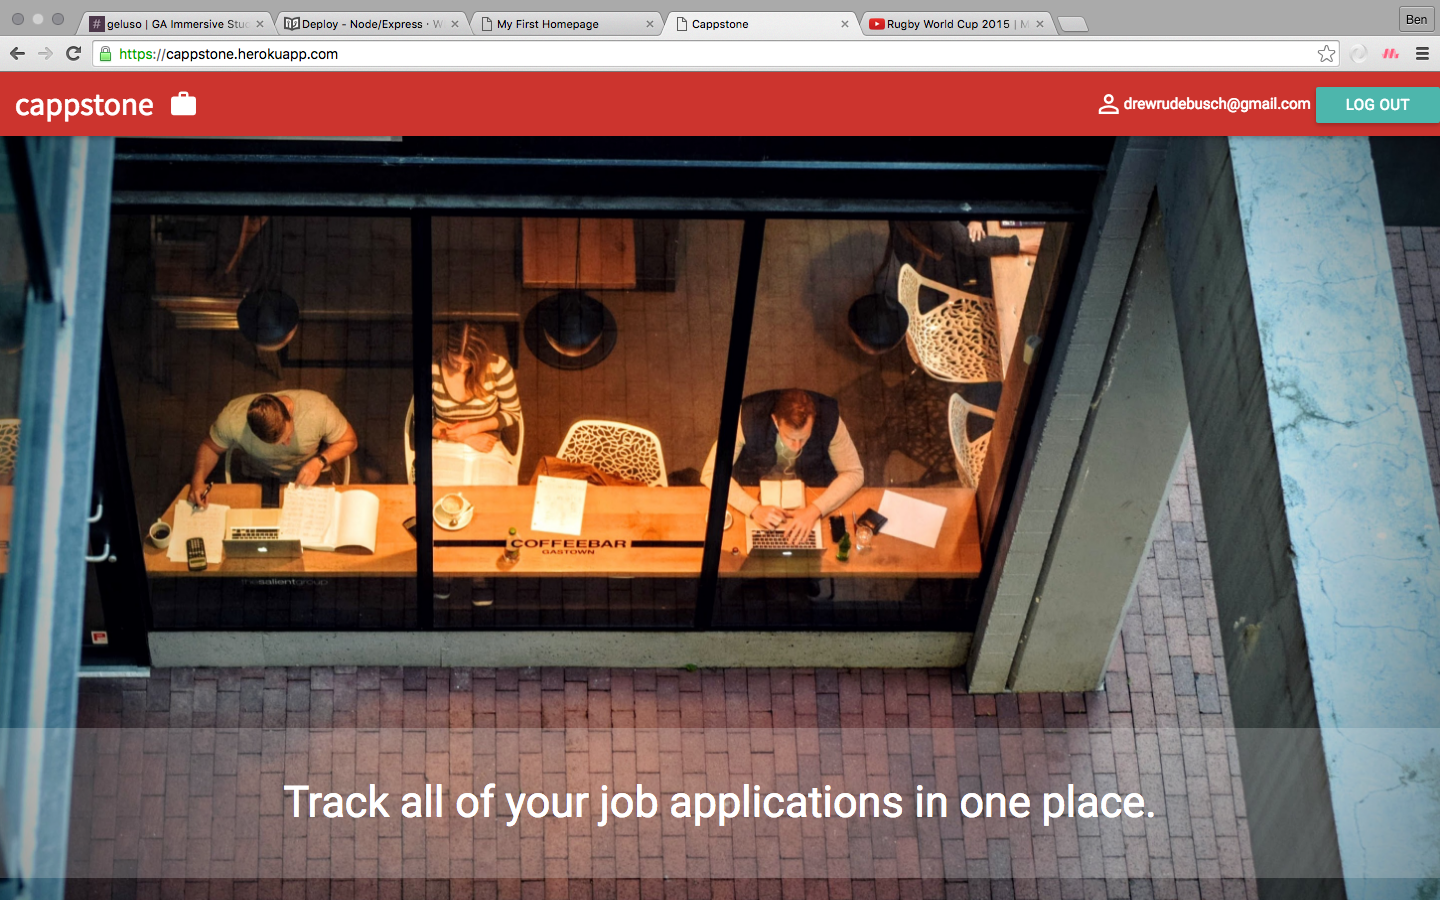 geluso | GA Immersive Stu
Deploy - Node/Express · W
My First Homepage
Cappstone
Rugby World Cup 2015 | M
Ben
https://cappstone.herokuapp.com
cappstone
drewrudebusch@gmail.com
LOG OUT
COFFEEBAR
GASTOWN
thesalientgroup
Track all of your job applications in one place.